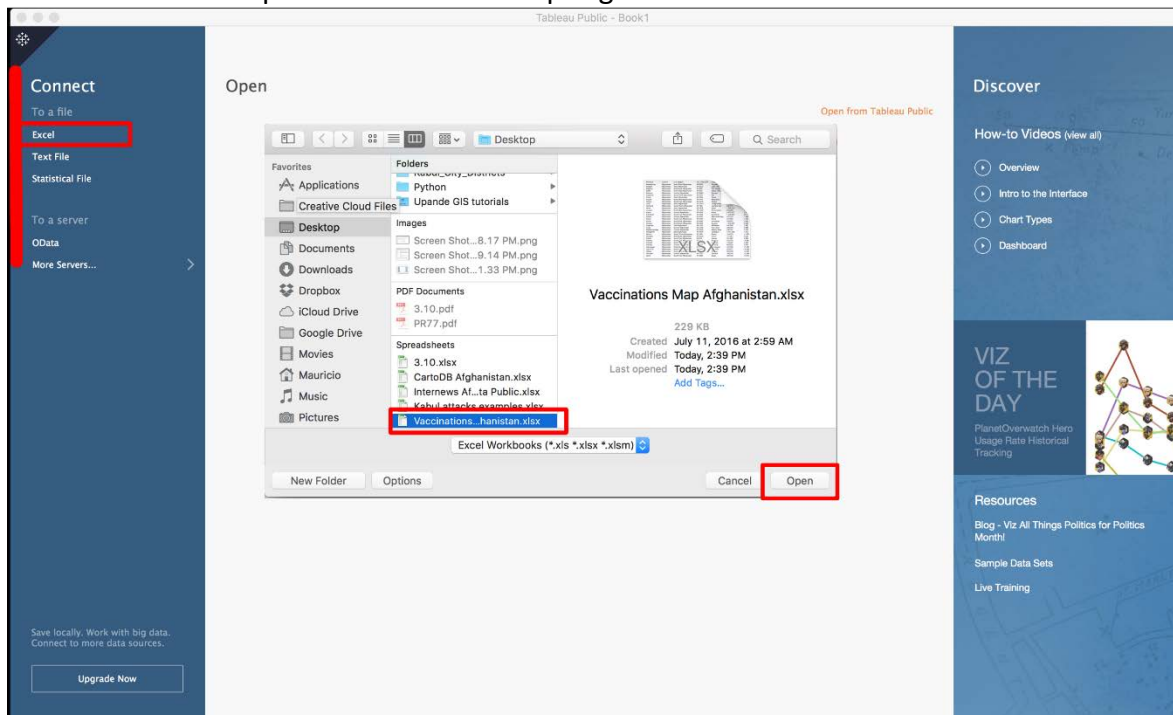 Tableau Public - Book1
Connect
To a file
Excel
Text File
Statistical File
To a server
OData
More Servers...
Save locally. Work with big data.
Connect to more data sources.
Upgrade Now
Open
Open from Tableau Public
Desktop
Search
Favorites
Applications
Creative Cloud Files
Desktop
Documents
Downloads
Dropbox
iCloud Drive
Google Drive
Movies
Mauricio
Music
Pictures
Folders
Python
Upande GIS tutorials
Images
Screen Shot...8.17 PM.png
Screen Shot...9.14 PM.png
Screen Shot...1.33 PM.png
PDF Documents
3.10.pdf
PR77.pdf
Spreadsheets
3.10.xlsx
CartoDB Afghanistan.xlsx
Internews Af...ta Public.xlsx
Kabul attacks examples.xlsx
Vaccinations...hanistan.xlsx
XLSX
Vaccinations Map Afghanistan.xlsx
229 KB
Created July 11, 2016 at 2:59 AM
Modified Today, 2:39 PM
Last opened Today, 2:39 PM
Add Tags...
Excel Workbooks (*.xls *.xlsx *.xlsm)
New Folder
Options
Cancel
Open
Discover
How-to Videos (view all)
Overview
Intro to the Interface
Chart Types
Dashboard
VIZ
OF THE
DAY
PlanetOverwatch Hero
Usage Rate Historical
Tracking
Resources
Blog - Viz All Things Politics for Politics
Month!
Sample Data Sets
Live Training